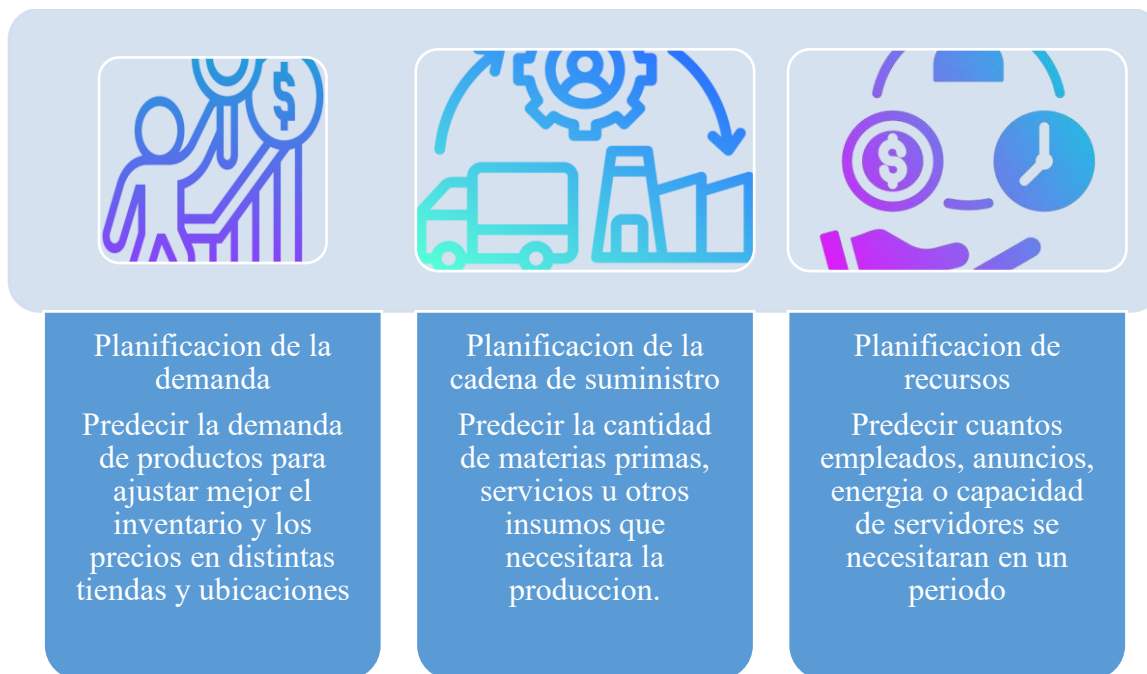 $
$
Planificacion de la
demanda
Predecir la demanda
de productos para
ajustar mejor el
inventario y los
precios en distintas
tiendas y ubicaciones
Planificacion de la
cadena de suministro
Predecir la cantidad
de materias primas,
servicios u otros
insumos que
necesitara la
produccion.
Planificacion de
recursos
Predecir cuantos
empleados, anuncios,
energia o capacidad
de servidores se
necesitaran en un
periodo